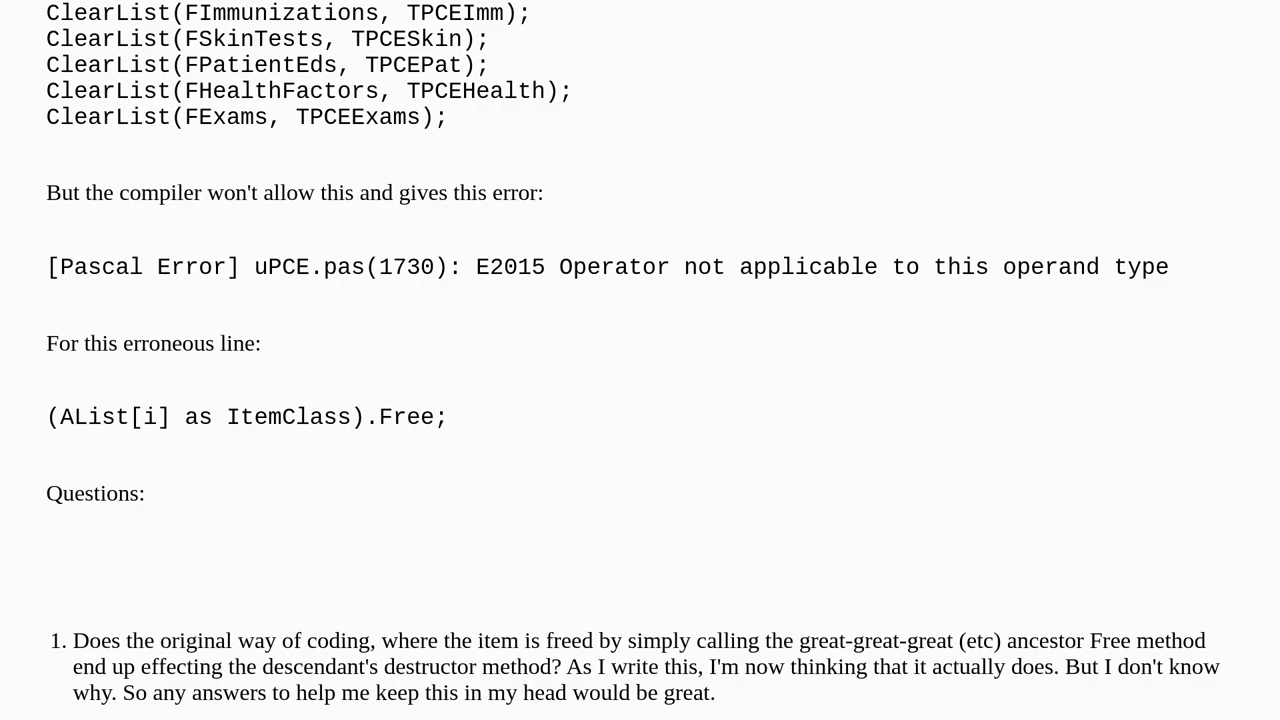 ClearList(FImmunizations, TPCEImm);
ClearList(FSkinTests, TPCESkin);
ClearList(FPatientEds, TPCEPat);
ClearList(FHealthFactors, TPCEHealth);
ClearList(FExams, TPCEExams);
But the compiler won't allow this and gives this error:
[Pascal Error] uPCE.pas(1730): E2015 Operator not applicable to this operand type
For this erroneous line:
(AList[i] as ItemClass).Free;
Questions:
1. Does the original way of coding, where the item is freed by simply calling the great-great-great (etc) ancestor Free method
end up effecting the descendant's destructor method? As I write this, I'm now thinking that it actually does. But I don't know
why. So any answers to help me keep this in my head would be great.